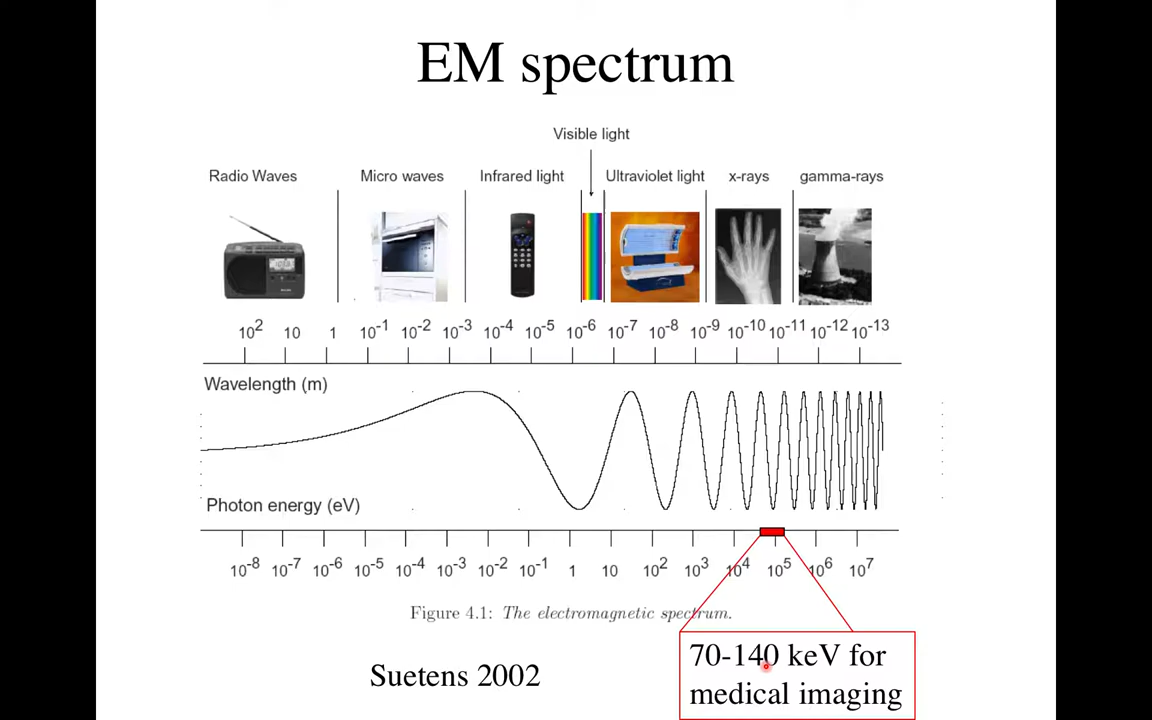 EM spectrum
Visible light
Radio Waves Micro waves Infrared light Ultraviolet light x-rays gamma-rays
10² 10 1 10⁻¹ 10⁻² 10⁻³ 10⁻⁴ 10⁻⁵ 10⁻⁶ 10⁻⁷ 10⁻⁸ 10⁻⁹ 10⁻¹⁰ 10⁻¹¹ 10⁻¹² 10⁻¹³
Wavelength (m)
Photon energy (eV)
10⁻⁸ 10⁻⁷ 10⁻⁶ 10⁻⁵ 10⁻⁴ 10⁻³ 10⁻² 10⁻¹ 1 10 10² 10³ 10⁴ 10⁵ 10⁶ 10⁷
Figure 4.1: The electromagnetic spectrum.
Suetens 2002
70-140 keV for
medical imaging